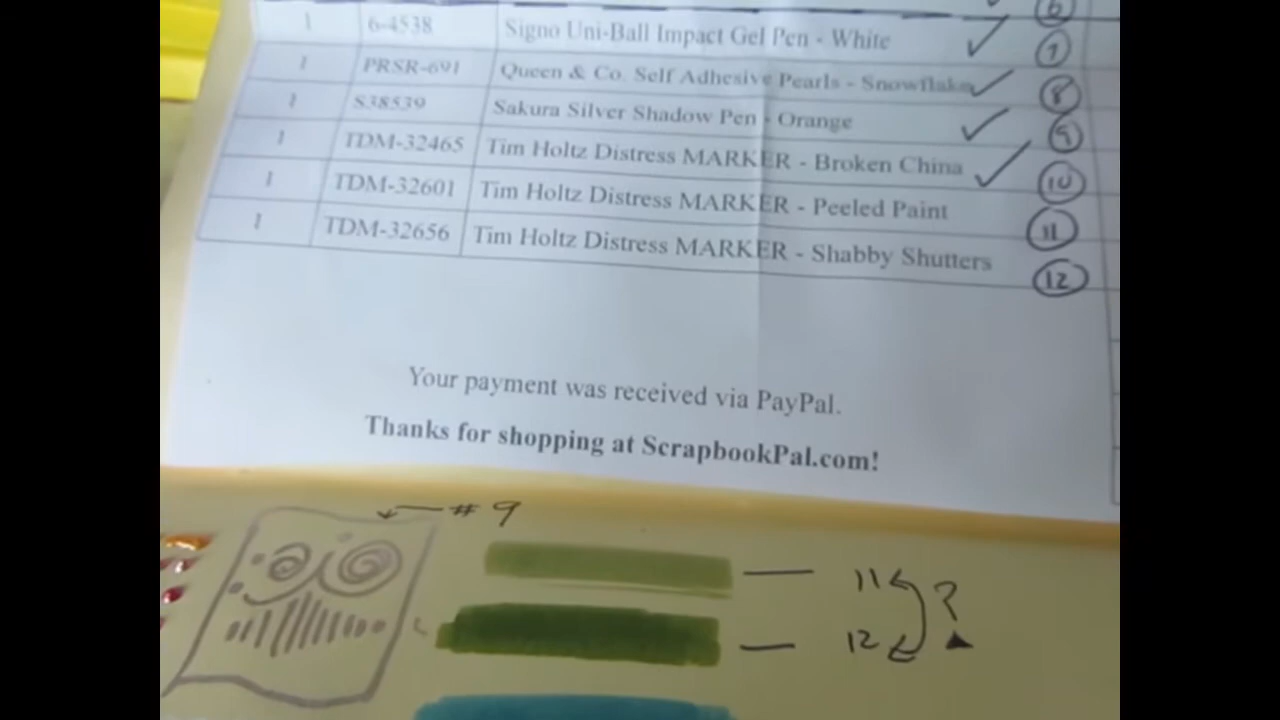 6
1 6-4538 Signo Uni-Ball Impact Gel Pen - White 7
1 PRSR-691 Queen & Co. Self Adhesive Pearls - Snowflake 8
1 S38539 Sakura Silver Shadow Pen - Orange 9
1 TDM-32465 Tim Holtz Distress MARKER - Broken China 10
1 TDM-32601 Tim Holtz Distress MARKER - Peeled Paint 11
1 TDM-32656 Tim Holtz Distress MARKER - Shabby Shutters 12
Your payment was received via PayPal.
Thanks for shopping at ScrapbookPal.com!
# 9
11 ?
12